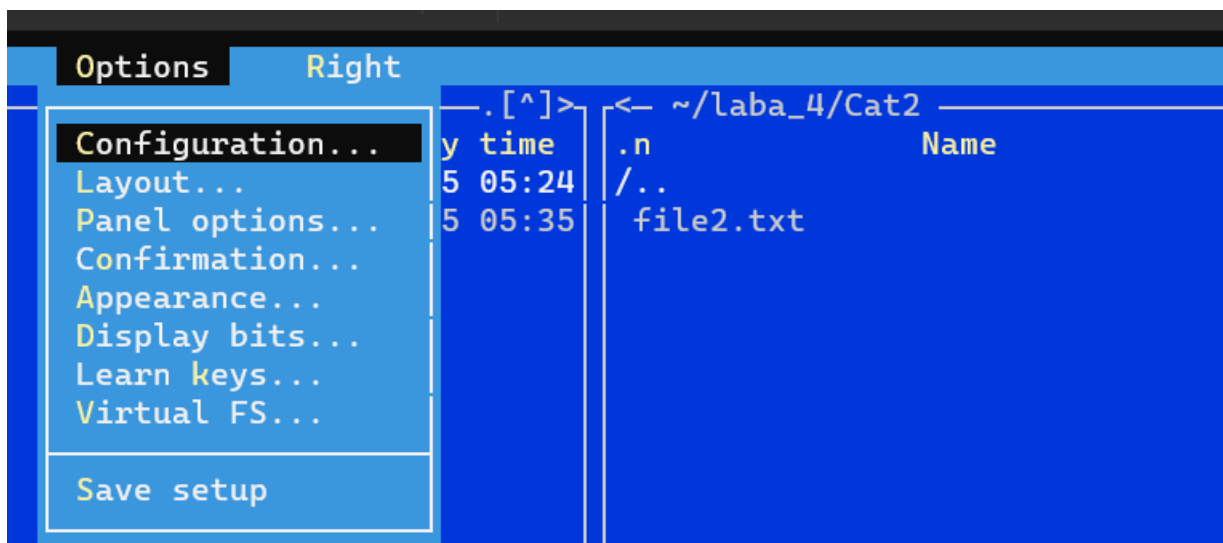 Options Right
.[^]> <─ ~/laba_4/Cat2
Configuration... y time .n Name
Layout... 5 05:24 /..
Panel options... 5 05:35 file2.txt
Confirmation...
Appearance...
Display bits...
Learn keys...
Virtual FS...
Save setup